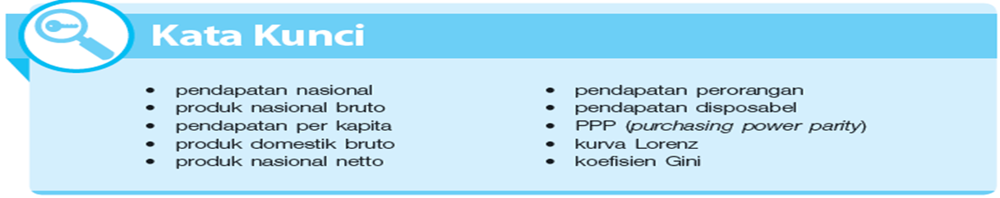 Kata Kunci
• pendapatan nasional
• produk nasional bruto
• pendapatan per kapita
• produk domestik bruto
• produk nasional netto
• pendapatan perorangan
• pendapatan disposabel
• PPP (purchasing power parity)
• kurva Lorenz
• koefisien Gini